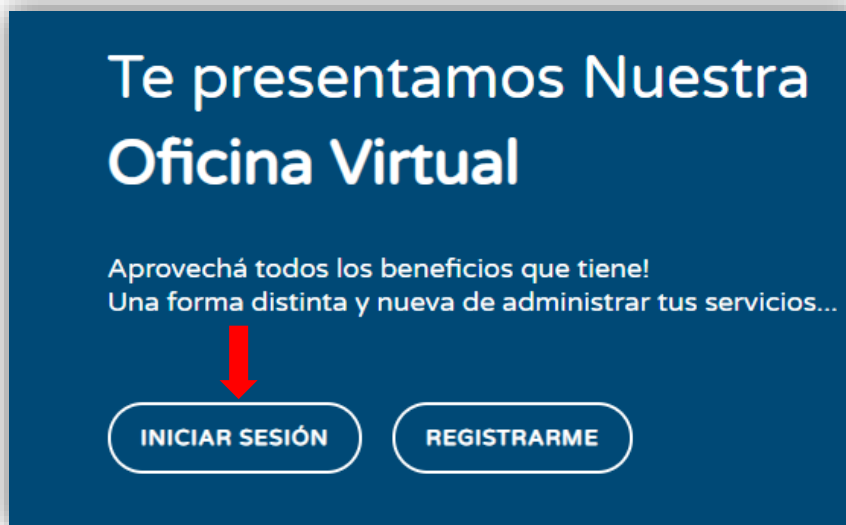 Te presentamos Nuestra
Oficina Virtual
Aprovechá todos los beneficios que tiene!
Una forma distinta y nueva de administrar tus servicios...
INICIAR SESIÓN
REGISTRARME